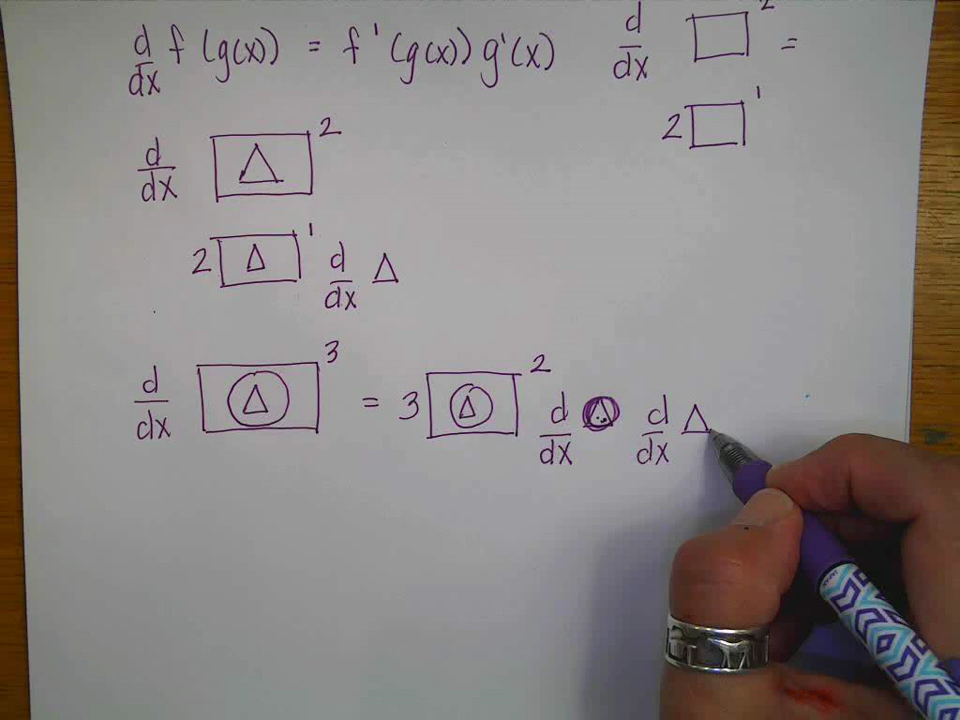 d/dx f(g(x)) = f'(g(x)) g'(x)
d/dx □² =
2□¹
d/dx [Δ]²
2[Δ]¹ d/dx Δ
d/dx [(Δ)]³ = 3[(Δ)]² d/dx (Δ) d/dx Δ